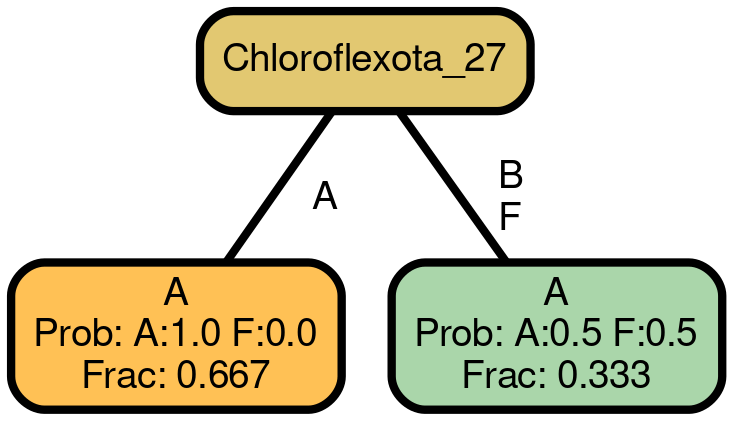 Chloroflexota_27
A
B
F
A
Prob: A:1.0 F:0.0
Frac: 0.667
A
Prob: A:0.5 F:0.5
Frac: 0.333